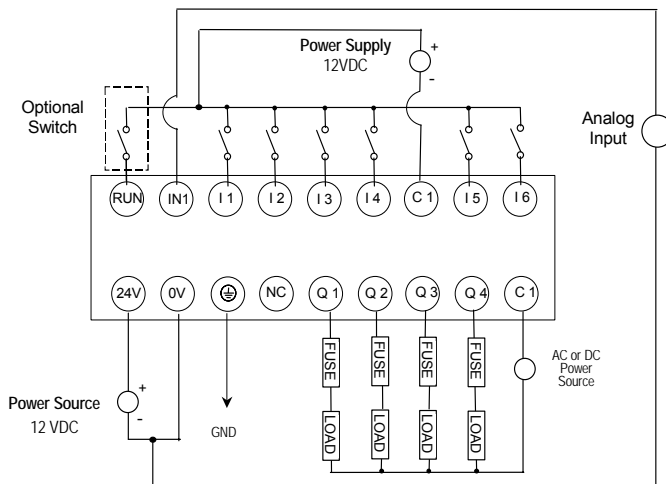 Power Supply
12VDC
+
-
Optional
Switch
Analog
Input
RUN
IN1
I 1
I 2
I 3
I 4
C 1
I 5
I 6
24V
0V
NC
Q 1
Q 2
Q 3
Q 4
C 1
FUSE
FUSE
FUSE
FUSE
AC or DC
Power
Source
+
-
Power Source
12 VDC
GND
LOAD
LOAD
LOAD
LOAD